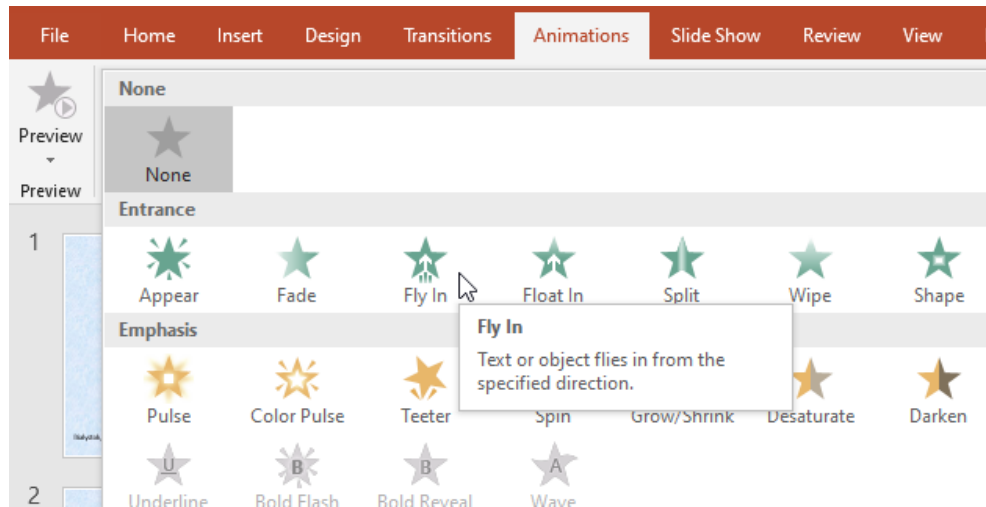 File Home Insert Design Transitions Animations Slide Show Review View
Preview
Preview
None
None
Entrance
1
Appear Fade Fly In Float In Split Wipe Shape
Emphasis
Fly In
Text or object flies in from the
specified direction.
Pulse Color Pulse Teeter Spin Grow/Shrink Desaturate Darken
2
Underline Bold Flash Bold Reveal Wave